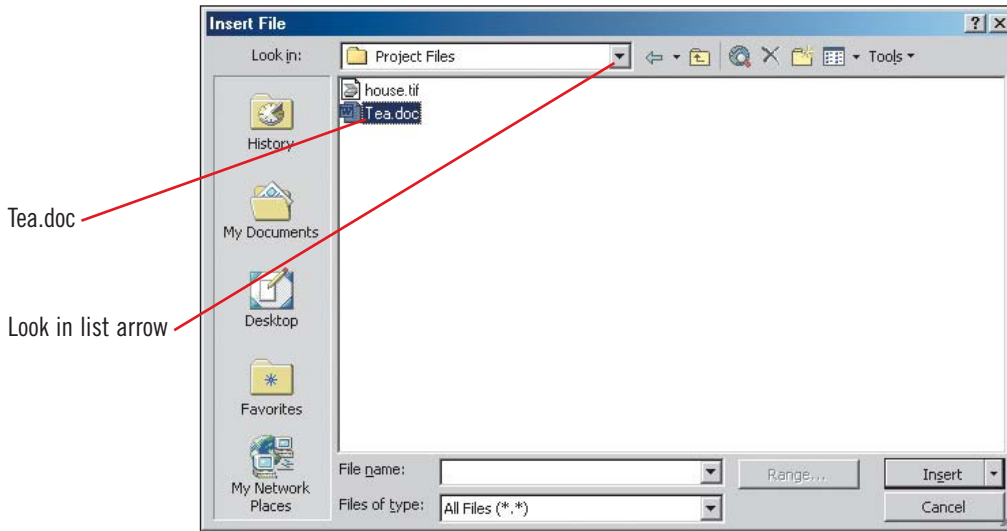 Insert File
Look in:
Project Files
Tools
house.tif
Tea.doc
History
My Documents
Desktop
Favorites
My Network
Places
File name:
Range...
Insert
Files of type:
All Files (*.*)
Cancel
Tea.doc
Look in list arrow